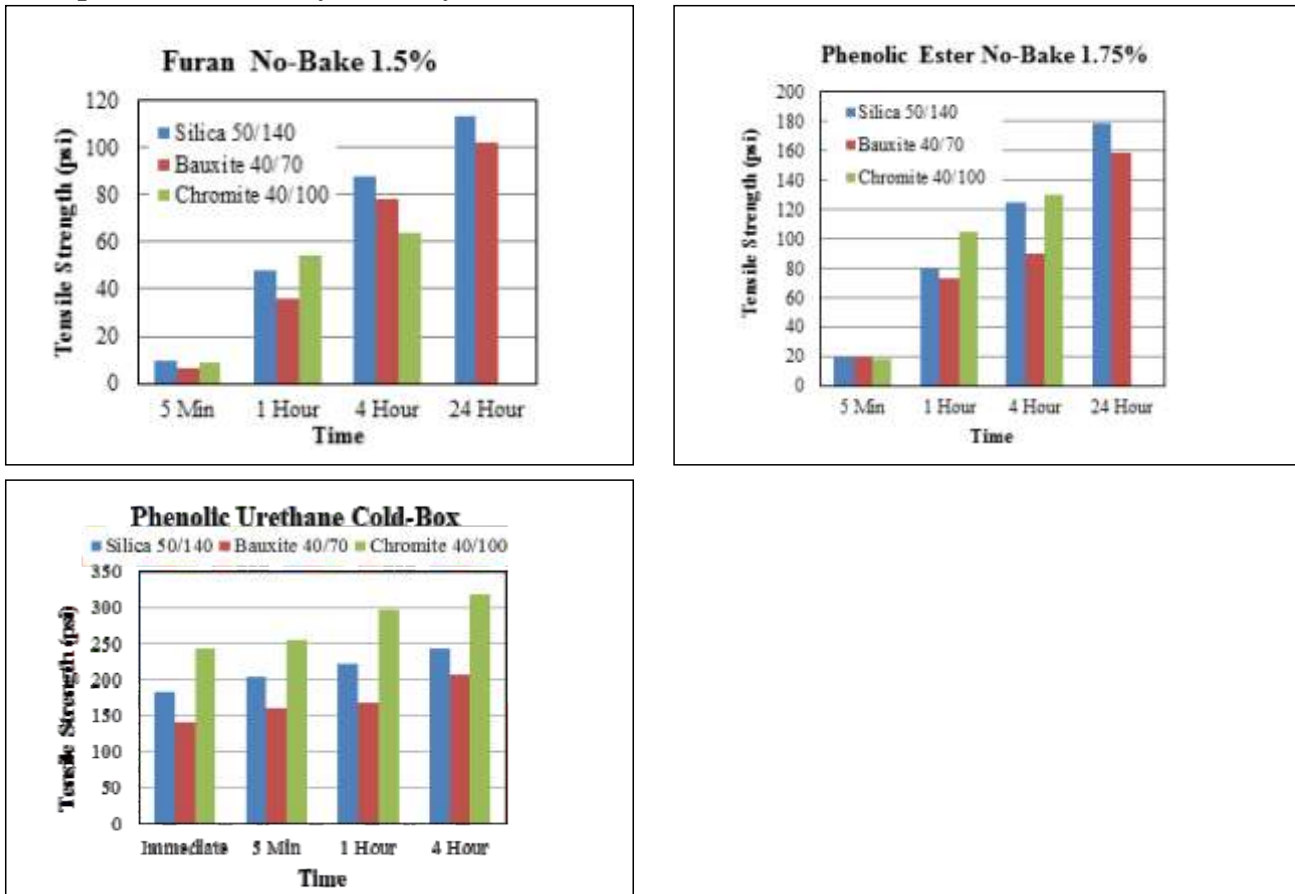 Furan No-Bake 1.5%
120
100
80
60
40
20
0
Tensile Strength (psi)
Silica 50/140
Bauxite 40/70
Chromite 40/100
5 Min 1 Hour 4 Hour 24 Hour
Time
Phenolic Ester No-Bake 1.75%
200
180
160
140
120
100
80
60
40
20
0
Tensile Strength (psi)
Silica 50/140
Bauxite 40/70
Chromite 40/100
5 Min 1 Hour 4 Hour 24 Hour
Time
Phenolic Urethane Cold-Box
Silica 50/140 Bauxite 40/70 Chromite 40/100
350
300
250
200
150
100
50
0
Tensile Strength (psi)
Immediate 5 Min 1 Hour 4 Hour
Time